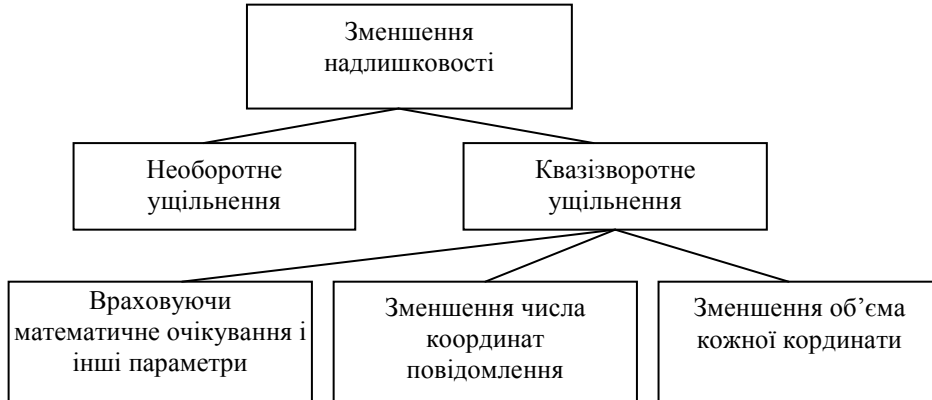 Зменшення
надлишковості
Необоротне
ущільнення
Квазізворотне
ущільнення
Враховуючи
математичне очікування і
інші параметри
Зменшення числа
координат
повідомлення
Зменшення об’єма
кожної кординати